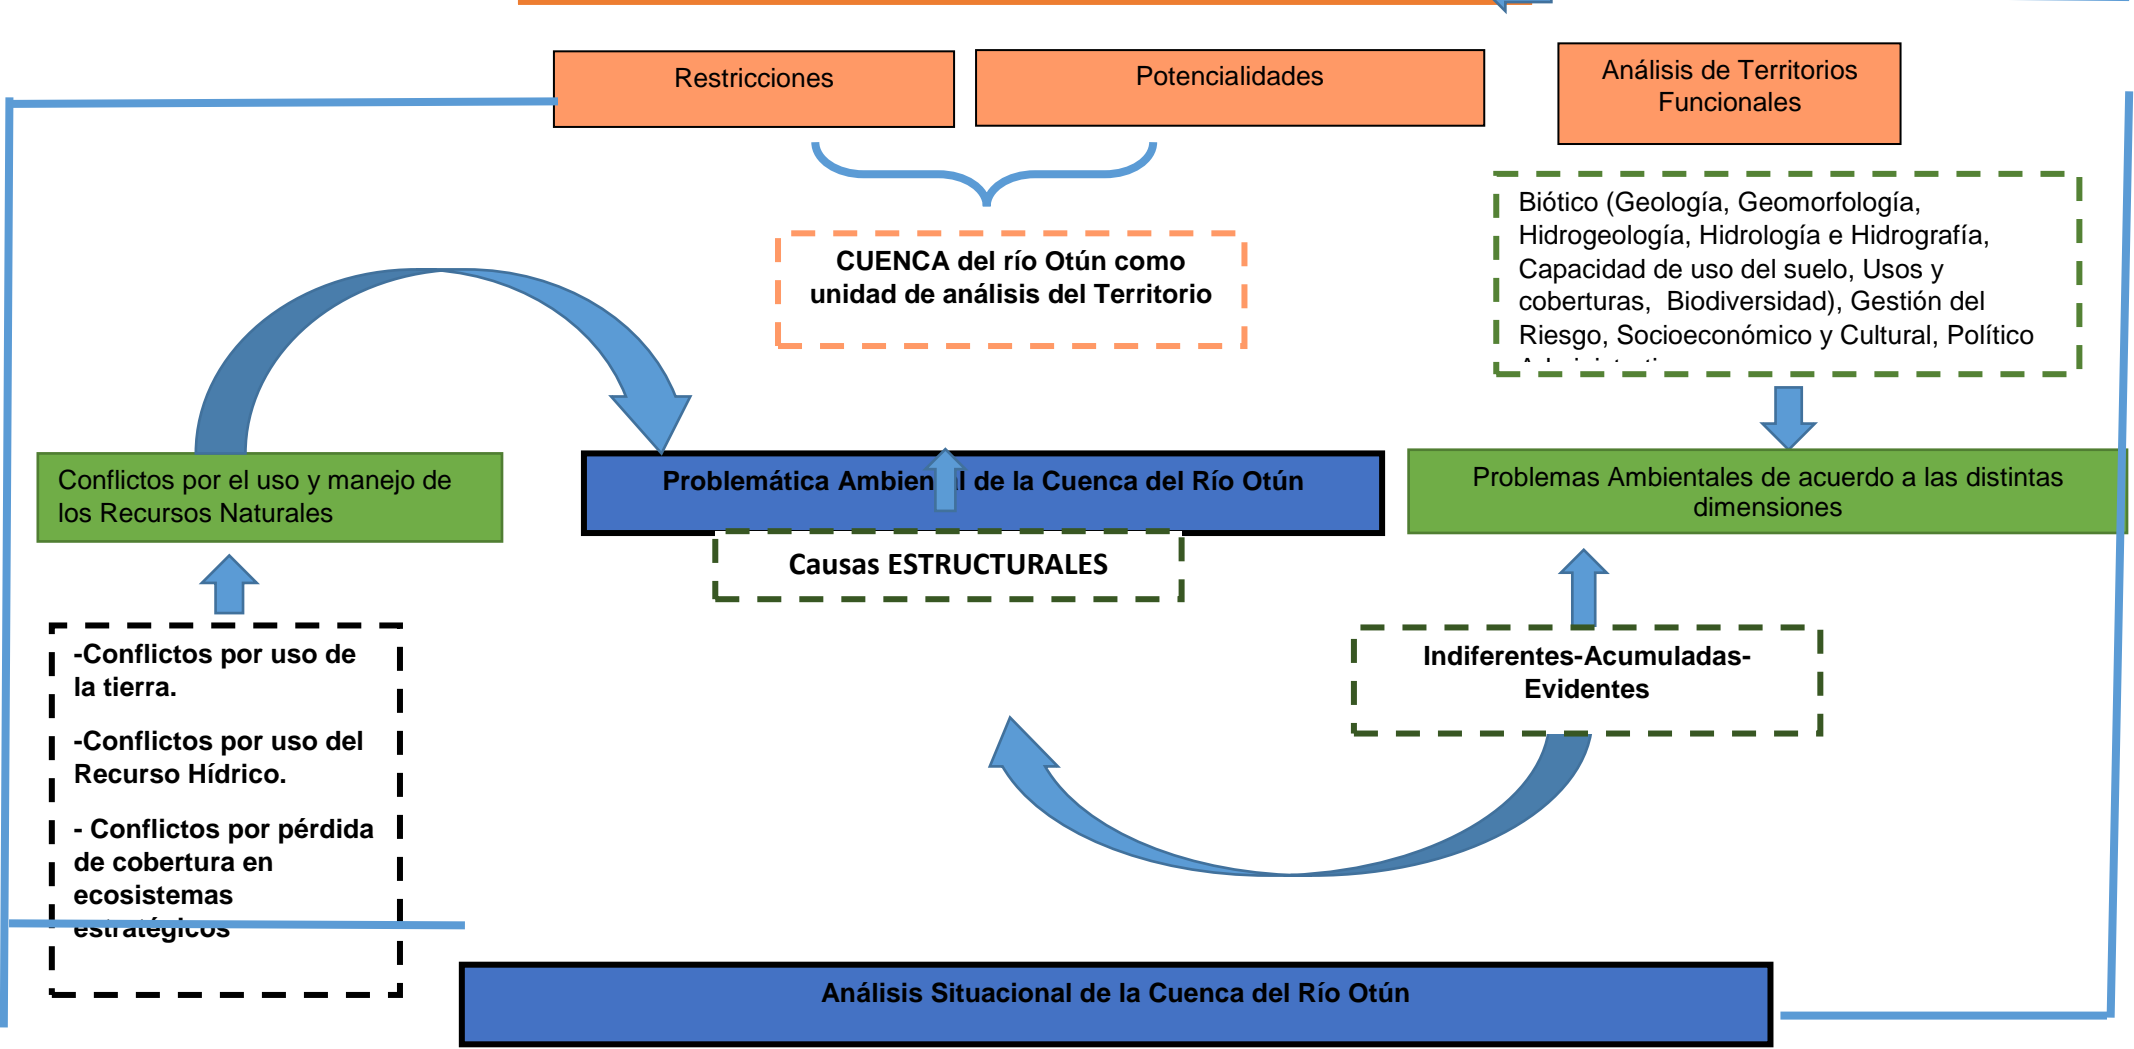 Restricciones
Potencialidades
Análisis de Territorios
Funcionales
Biótico (Geología, Geomorfología,
Hidrogeología, Hidrología e Hidrografía,
Capacidad de uso del suelo, Usos y
coberturas, Biodiversidad), Gestión del
Riesgo, Socioeconómico y Cultural, Político
CUENCA del río Otún como
unidad de análisis del Territorio
Conflictos por el uso y manejo de
los Recursos Naturales
Problemática Ambiental de la Cuenca del Río Otún
Problemas Ambientales de acuerdo a las distintas
dimensiones
Causas ESTRUCTURALES
-Conflictos por uso de
la tierra.
-Conflictos por uso del
Recurso Hídrico.
- Conflictos por pérdida
de cobertura en
ecosistemas
estratégicos
Indiferentes-Acumuladas-
Evidentes
Análisis Situacional de la Cuenca del Río Otún